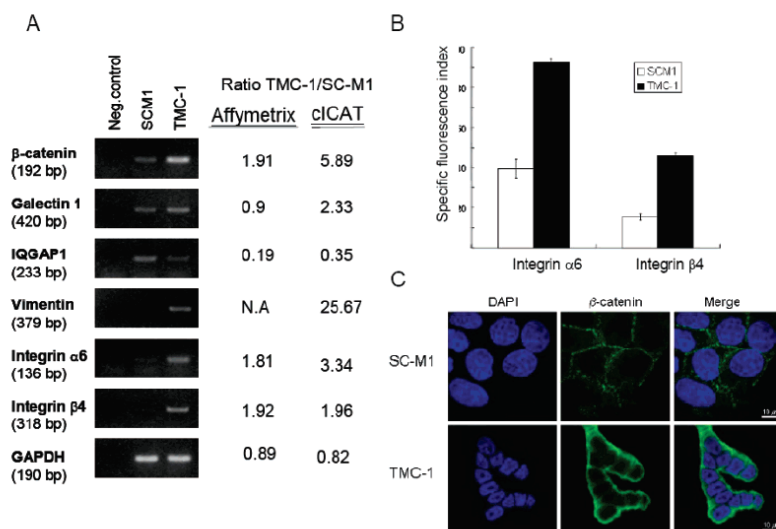 A
Neg.control
SCM1
TMC-1
Ratio TMC-1/SC-M1
Affymetrix cICAT
β-catenin
(192 bp)
1.91 5.89
Galectin 1
(420 bp)
0.9 2.33
IQGAP1
(233 bp)
0.19 0.35
Vimentin
(379 bp)
N.A 25.67
Integrin α6
(136 bp)
1.81 3.34
Integrin β4
(318 bp)
1.92 1.96
GAPDH
(190 bp)
0.89 0.82
B
Specific fluorescence index
SCM1
TMC-1
Integrin α6 Integrin β4
C
DAPI β-catenin Merge
SC-M1
TMC-1